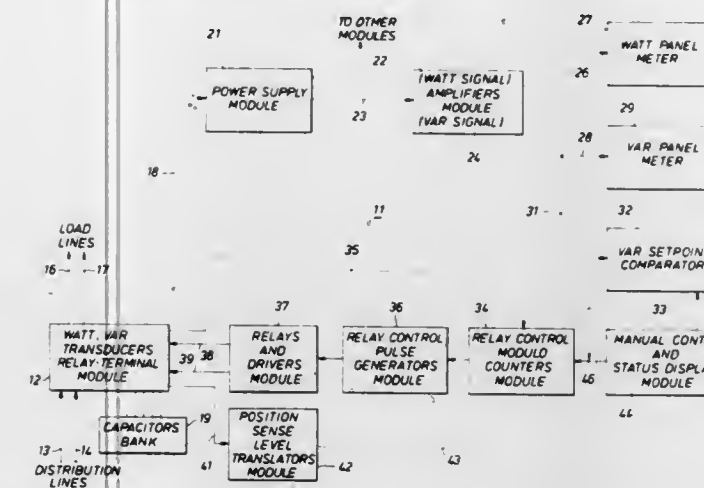 21
TO OTHER
MODULES
22
27
WATT PANEL
METER
26
POWER SUPPLY
MODULE
23
(WATT SIGNAL)
AMPLIFIERS
MODULE
(VAR SIGNAL)
24
29
28
VAR PANEL
METER
18
LOAD
LINES
16
17
11
31
32
35
VAR
COMPARATOR
37
36
34
33
WATT, VAR
TRANSDUCERS
RELAY-TERMINAL
MODULE
12
39
38
RELAYS
AND
DRIVERS
MODULE
RELAY CONTROL
PULSE
GENERATORS
MODULE
RELAY CONTROL
MODULO
COUNTERS
MODULE
46
MANUAL
AND
STATUS
MODULE
44
CAPACITORS
BANK
19
POSITION
SENSE
LEVEL
TRANSLATORS
MODULE
13
14
41
42
43
DISTRIBUTION
LINES